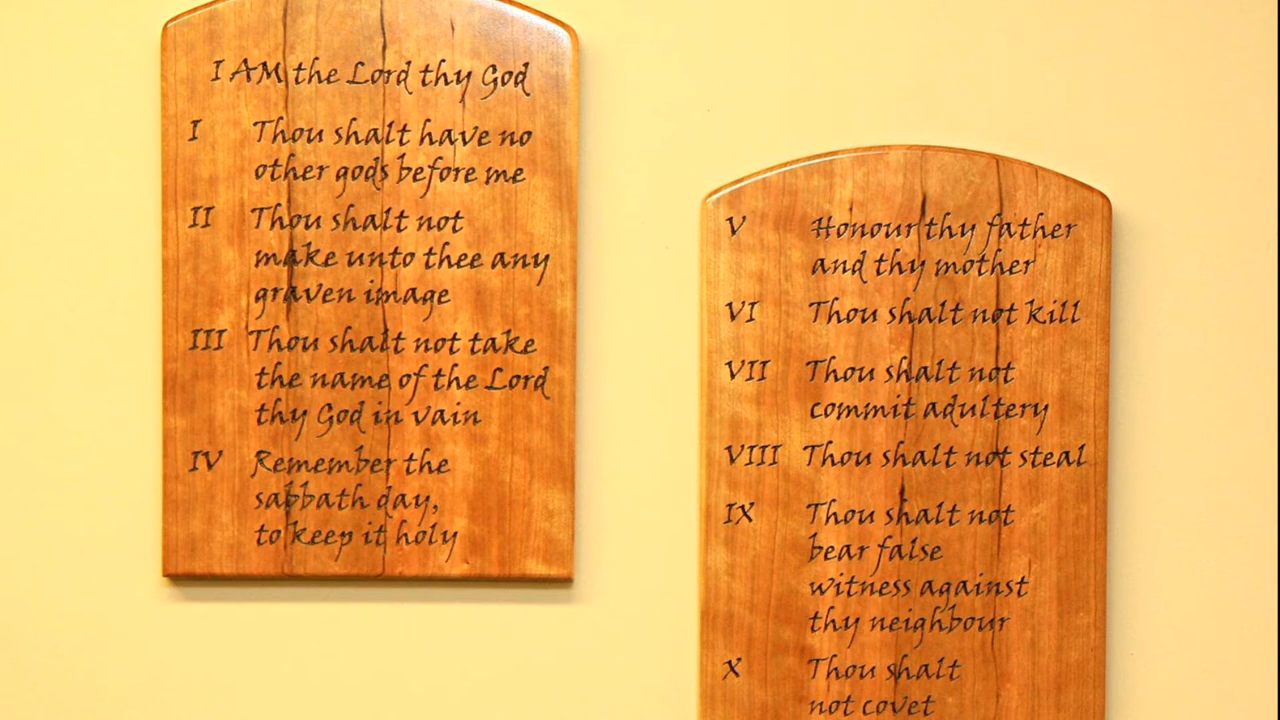 I AM the Lord thy God
I Thou shalt have no
other gods before me
II Thou shalt not
make unto thee any
graven image
III Thou shalt not take
the name of the Lord
thy God in vain
IV Remember the
sabbath day,
to keep it holy
V Honour thy father
and thy mother
VI Thou shalt not kill
VII Thou shalt not
commit adultery
VIII Thou shalt not steal
IX Thou shalt not
bear false
witness against
thy neighbour
X Thou shalt
not covet